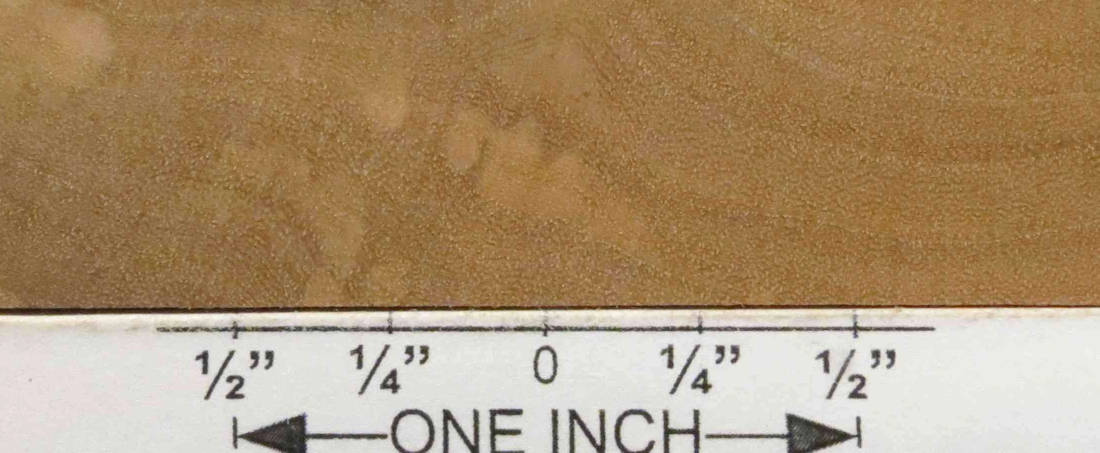 ½” ¼” 0 ¼” ½”
ONE INCH